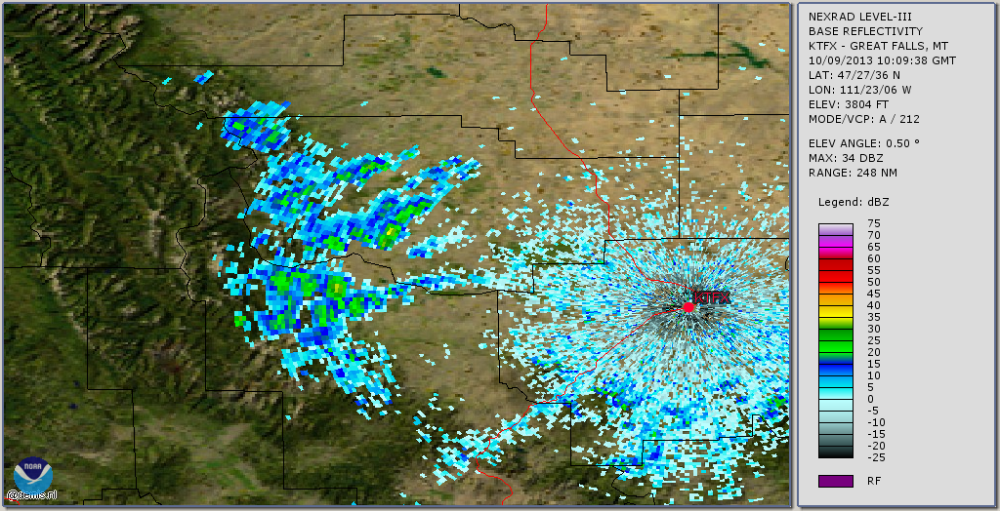 NEXRAD LEVEL-III
BASE REFLECTIVITY
KTFX - GREAT FALLS, MT
10/09/2013 10:09:38 GMT
LAT: 47/27/36 N
LON: 111/23/06 W
ELEV: 3804 FT
MODE/VCP: A / 212
ELEV ANGLE: 0.50 °
MAX: 34 DBZ
RANGE: 248 NM
Legend: dBZ
75
70
65
60
55
50
45
40
35
30
25
20
15
10
5
0
-5
-10
-15
-20
-25
RF
KTFX
NOAA
@demis.nl